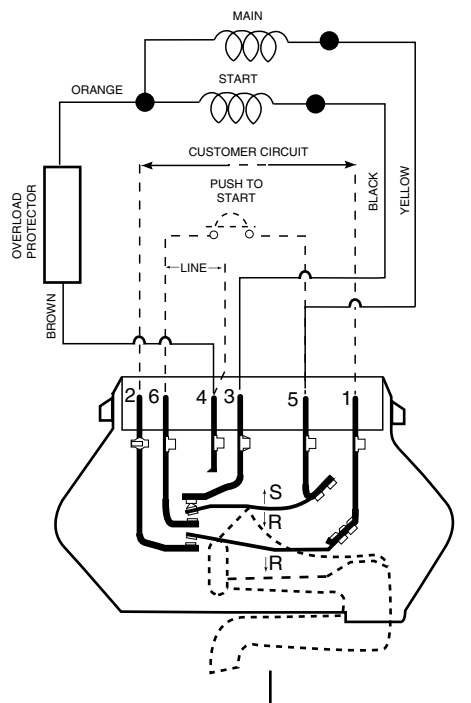 MAIN
START
ORANGE
CUSTOMER CIRCUIT
PUSH TO
START
OVERLOAD
PROTECTOR
BLACK
YELLOW
LINE
BROWN
2 6 4 3 5 1
S
R
R